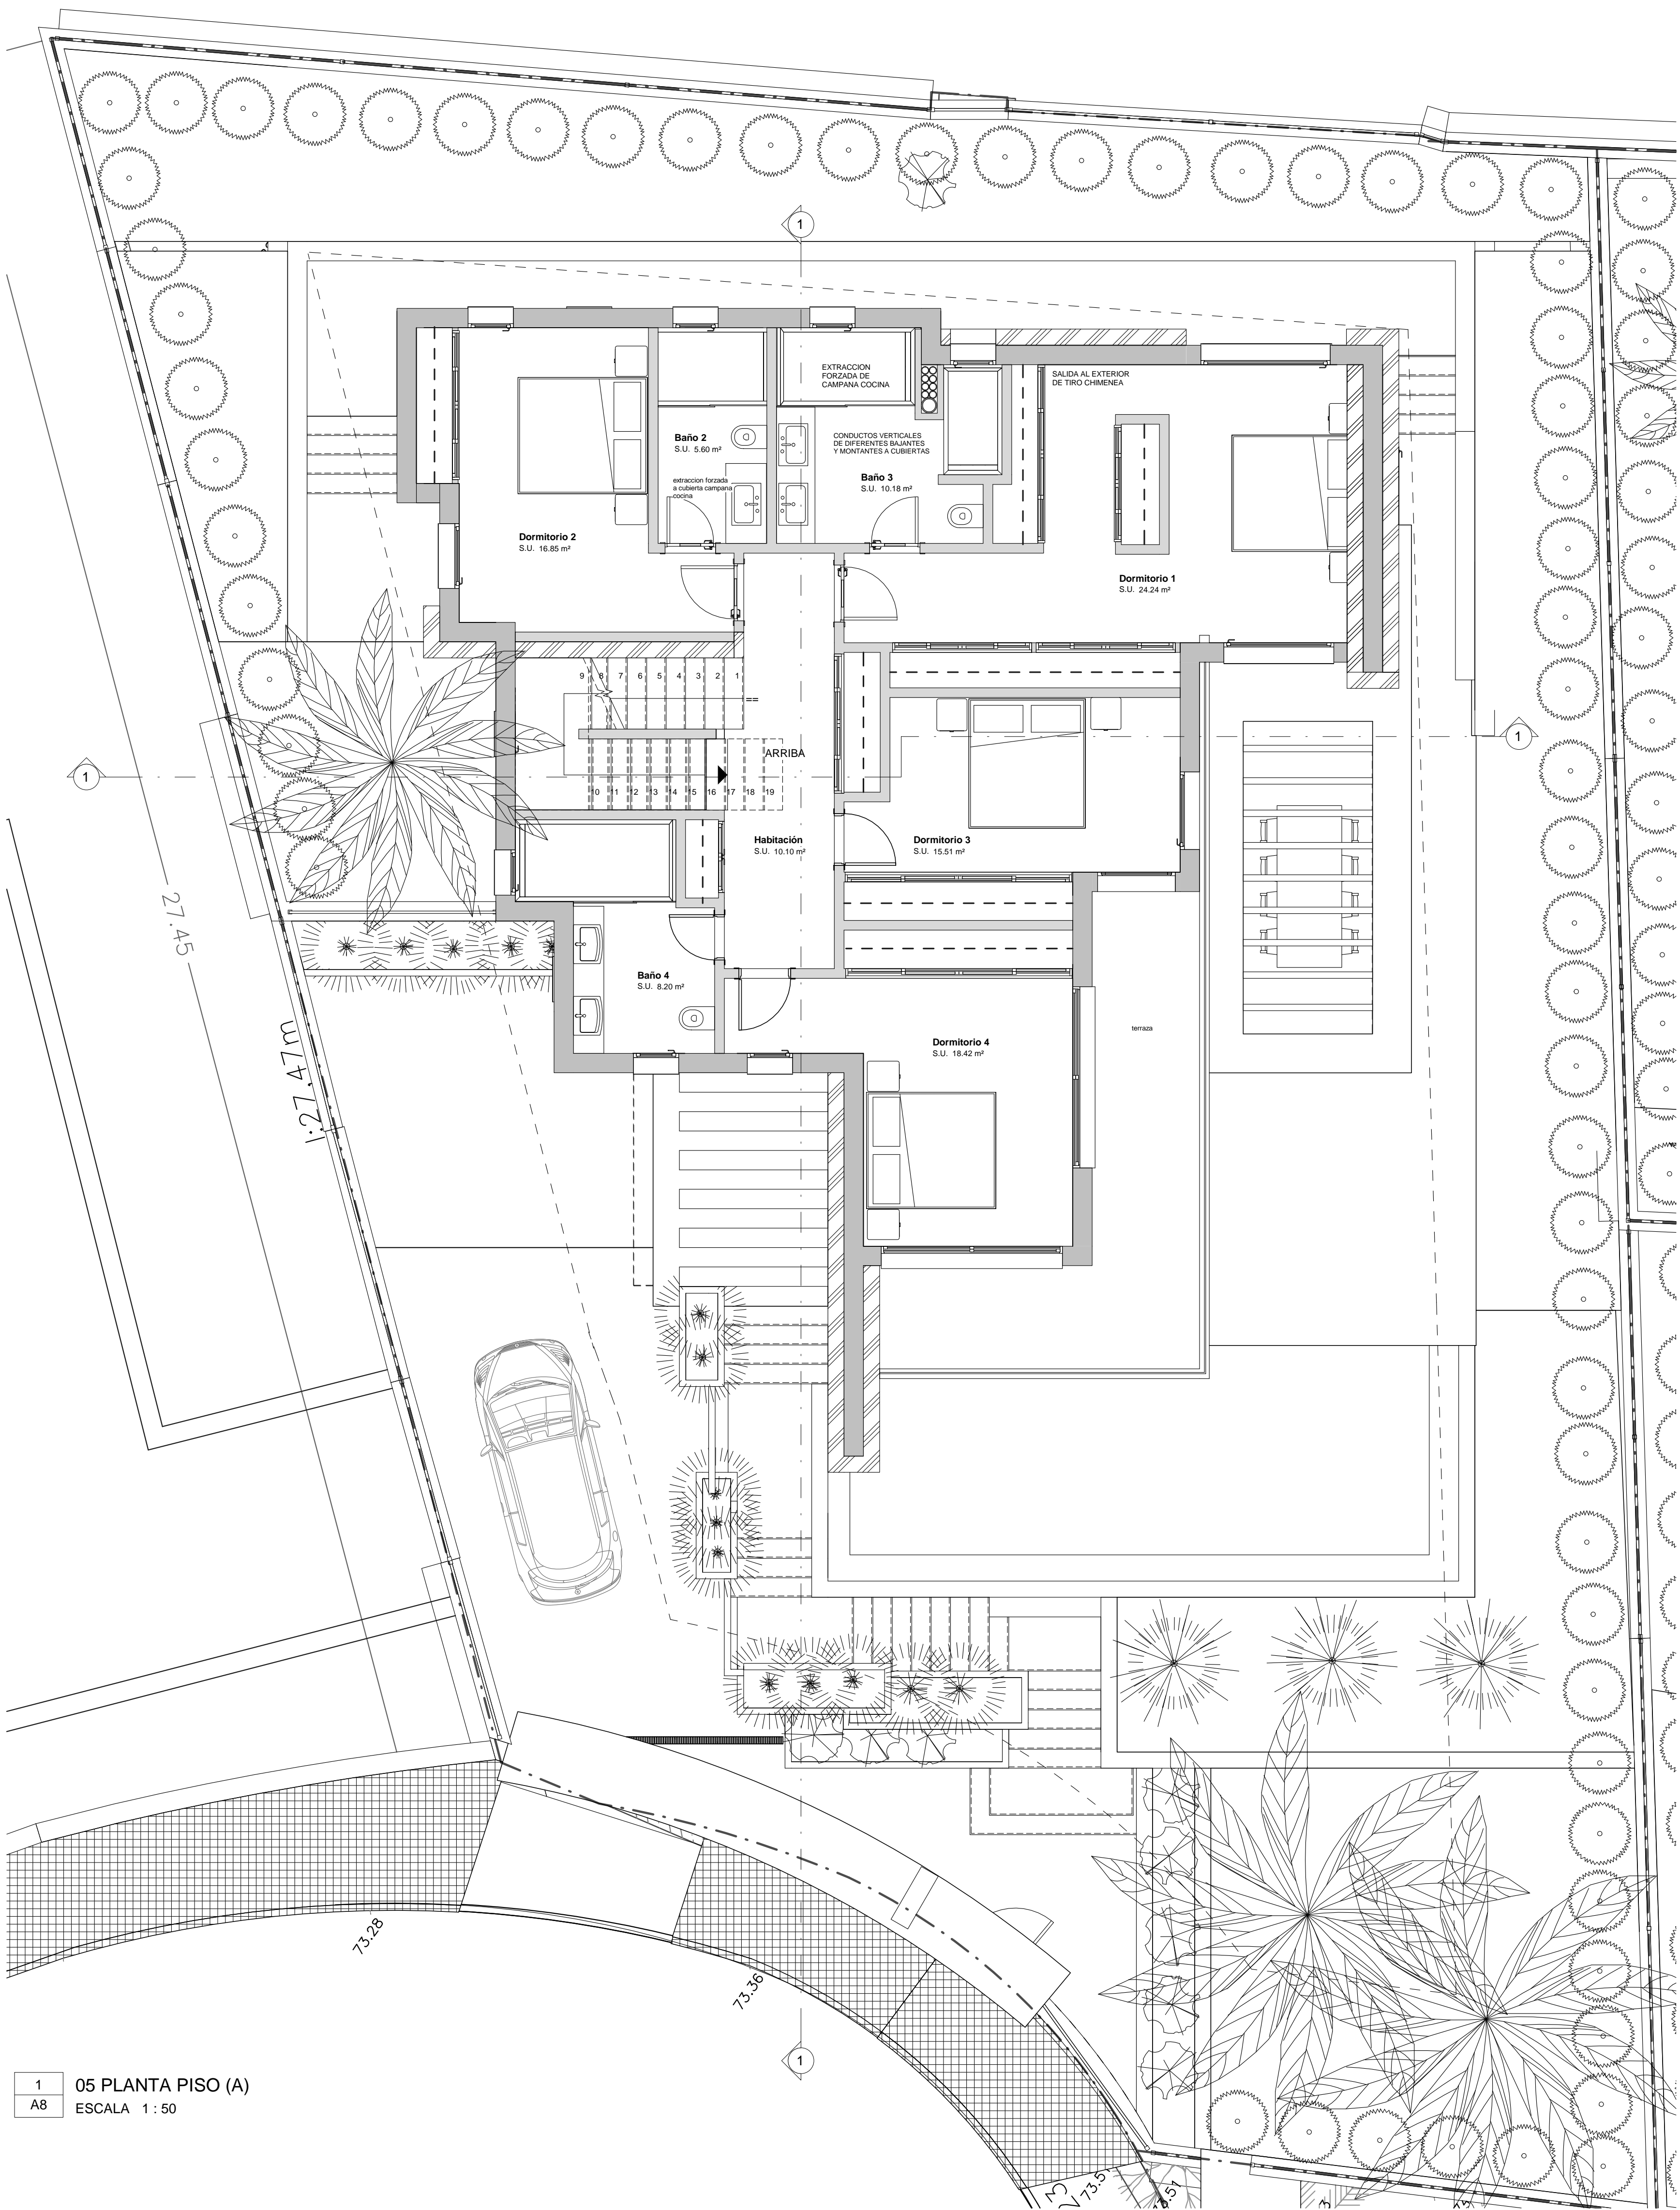 1
EXTRACCION
FORZADA DE
CAMPANA COCINA
SALIDA AL EXTERIOR
DE TIRO CHIMENEA
Baño 2
S.U. 5.60 m²
CONDUCTOS VERTICALES
DE DIFERENTES BAJANTES
Y MONTANTES A CUBIERTAS
extraccion forzada
a cubierta campana
cocina
Baño 3
S.U. 10.18 m²
Dormitorio 2
S.U. 16.85 m²
Dormitorio 1
S.U. 24.24 m²
9 8 7 6 5 4 3 2 1
ARRIBA
1
1
10 11 12 13 14 15 16 17 18 19
Habitación
S.U. 10.10 m²
Dormitorio 3
S.U. 15.51 m²
27.45
Baño 4
S.U. 8.20 m²
l:27,47m
terraza
Dormitorio 4
S.U. 18.42 m²
73.28
73.36
1
1
A8
05 PLANTA PISO (A)
ESCALA 1 : 50